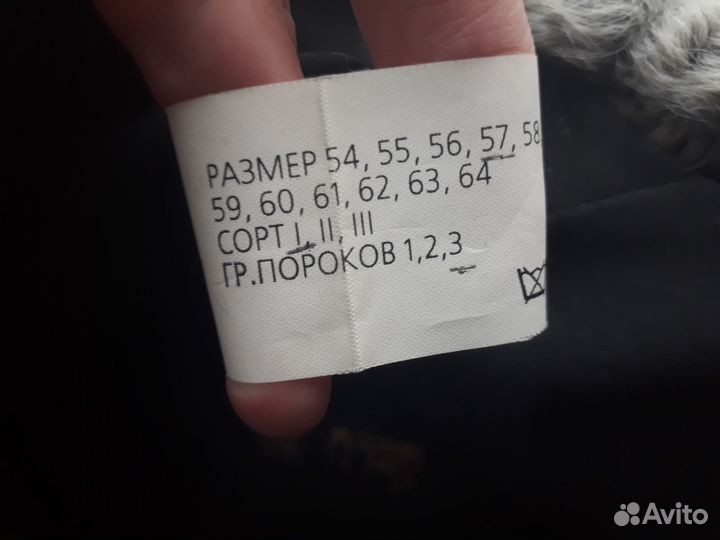 РАЗМЕР 54, 55, 56, 57, 58
59, 60, 61, 62, 63, 64
СОРТ I, II, III
ГР.ПОРОКОВ 1,2,3
Avito